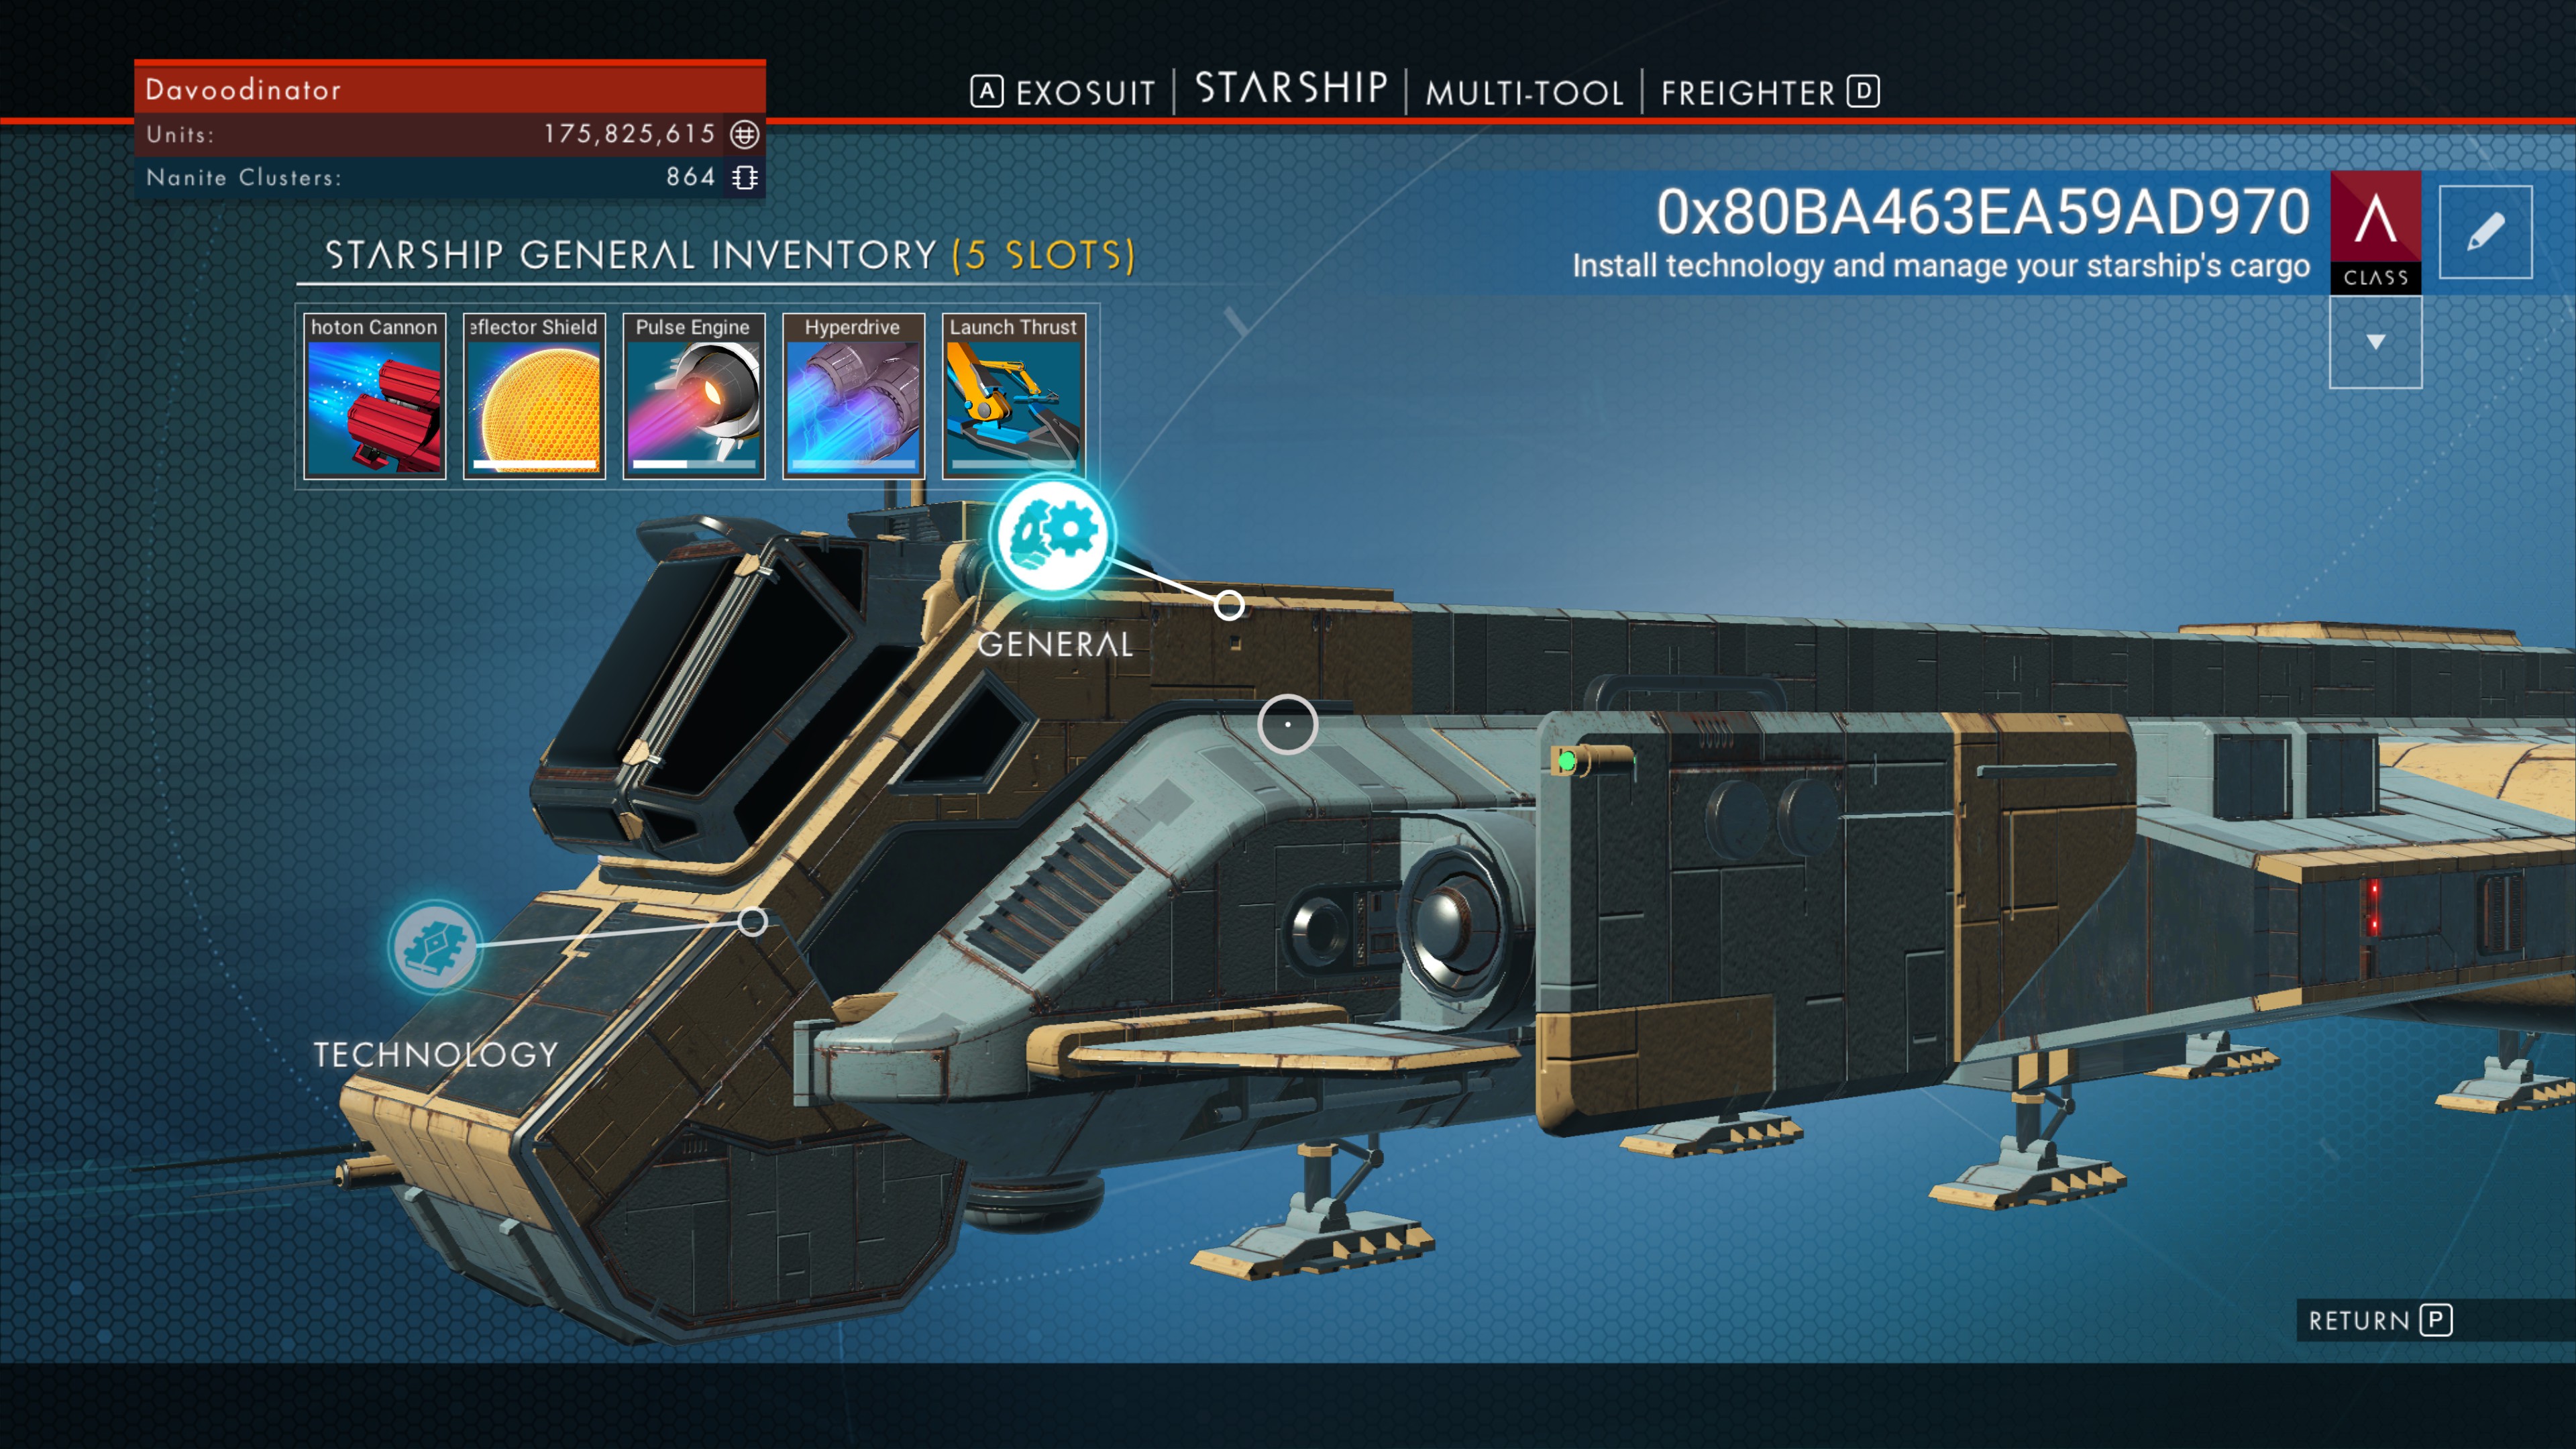 Davoodinator
Units: 175,825,615
Nanite Clusters: 864
A EXOSUIT STARSHIP MULTI-TOOL FREIGHTER D
0x80BA463EA59AD970
Install technology and manage your starship's cargo
A
CLASS
STARSHIP GENERAL INVENTORY (5 SLOTS)
hoton Cannon
eflector Shield
Pulse Engine
Hyperdrive
Launch Thrust
GENERAL
TECHNOLOGY
RETURN P